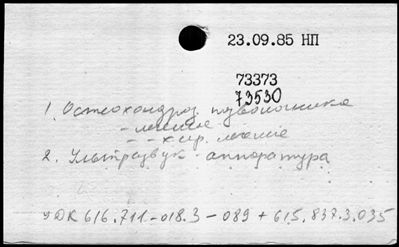 23.09.85 НП
73373
73530
1. Остеохондроз позвоночника
- лечение
- - хир. лечение
2. Ультразвук - аппаратура
УДК 616.711-018.3-089+615.837.3.035